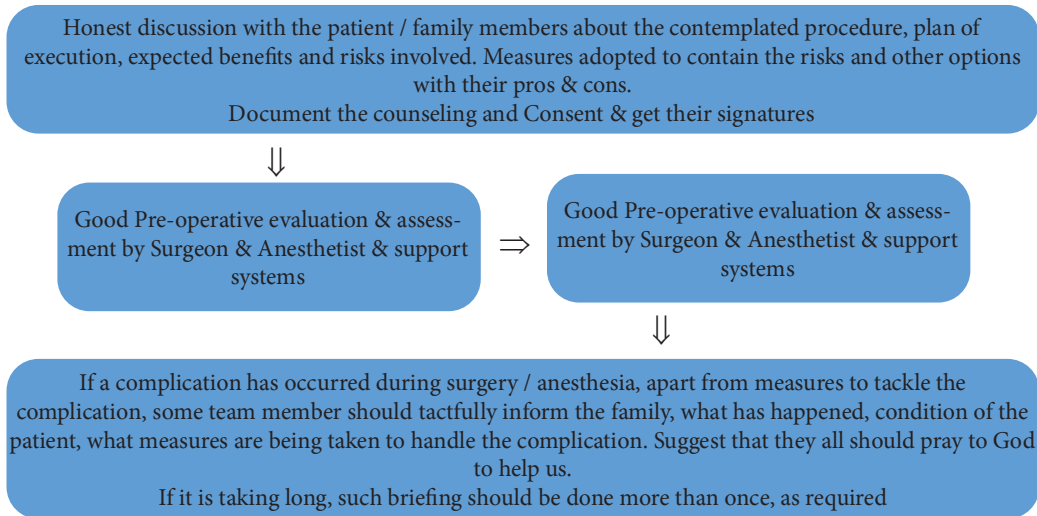 Honest discussion with the patient / family members about the contemplated procedure, plan of
execution, expected benefits and risks involved. Measures adopted to contain the risks and other options
with their pros & cons.
Document the counseling and Consent & get their signatures
⇓
Good Pre-operative evaluation & assess-
ment by Surgeon & Anesthetist & support
systems
⇒
Good Pre-operative evaluation & assess-
ment by Surgeon & Anesthetist & support
systems
⇓
If a complication has occurred during surgery / anesthesia, apart from measures to tackle the
complication, some team member should tactfully inform the family, what has happened, condition of the
patient, what measures are being taken to handle the complication. Suggest that they all should pray to God
to help us.
If it is taking long, such briefing should be done more than once, as required